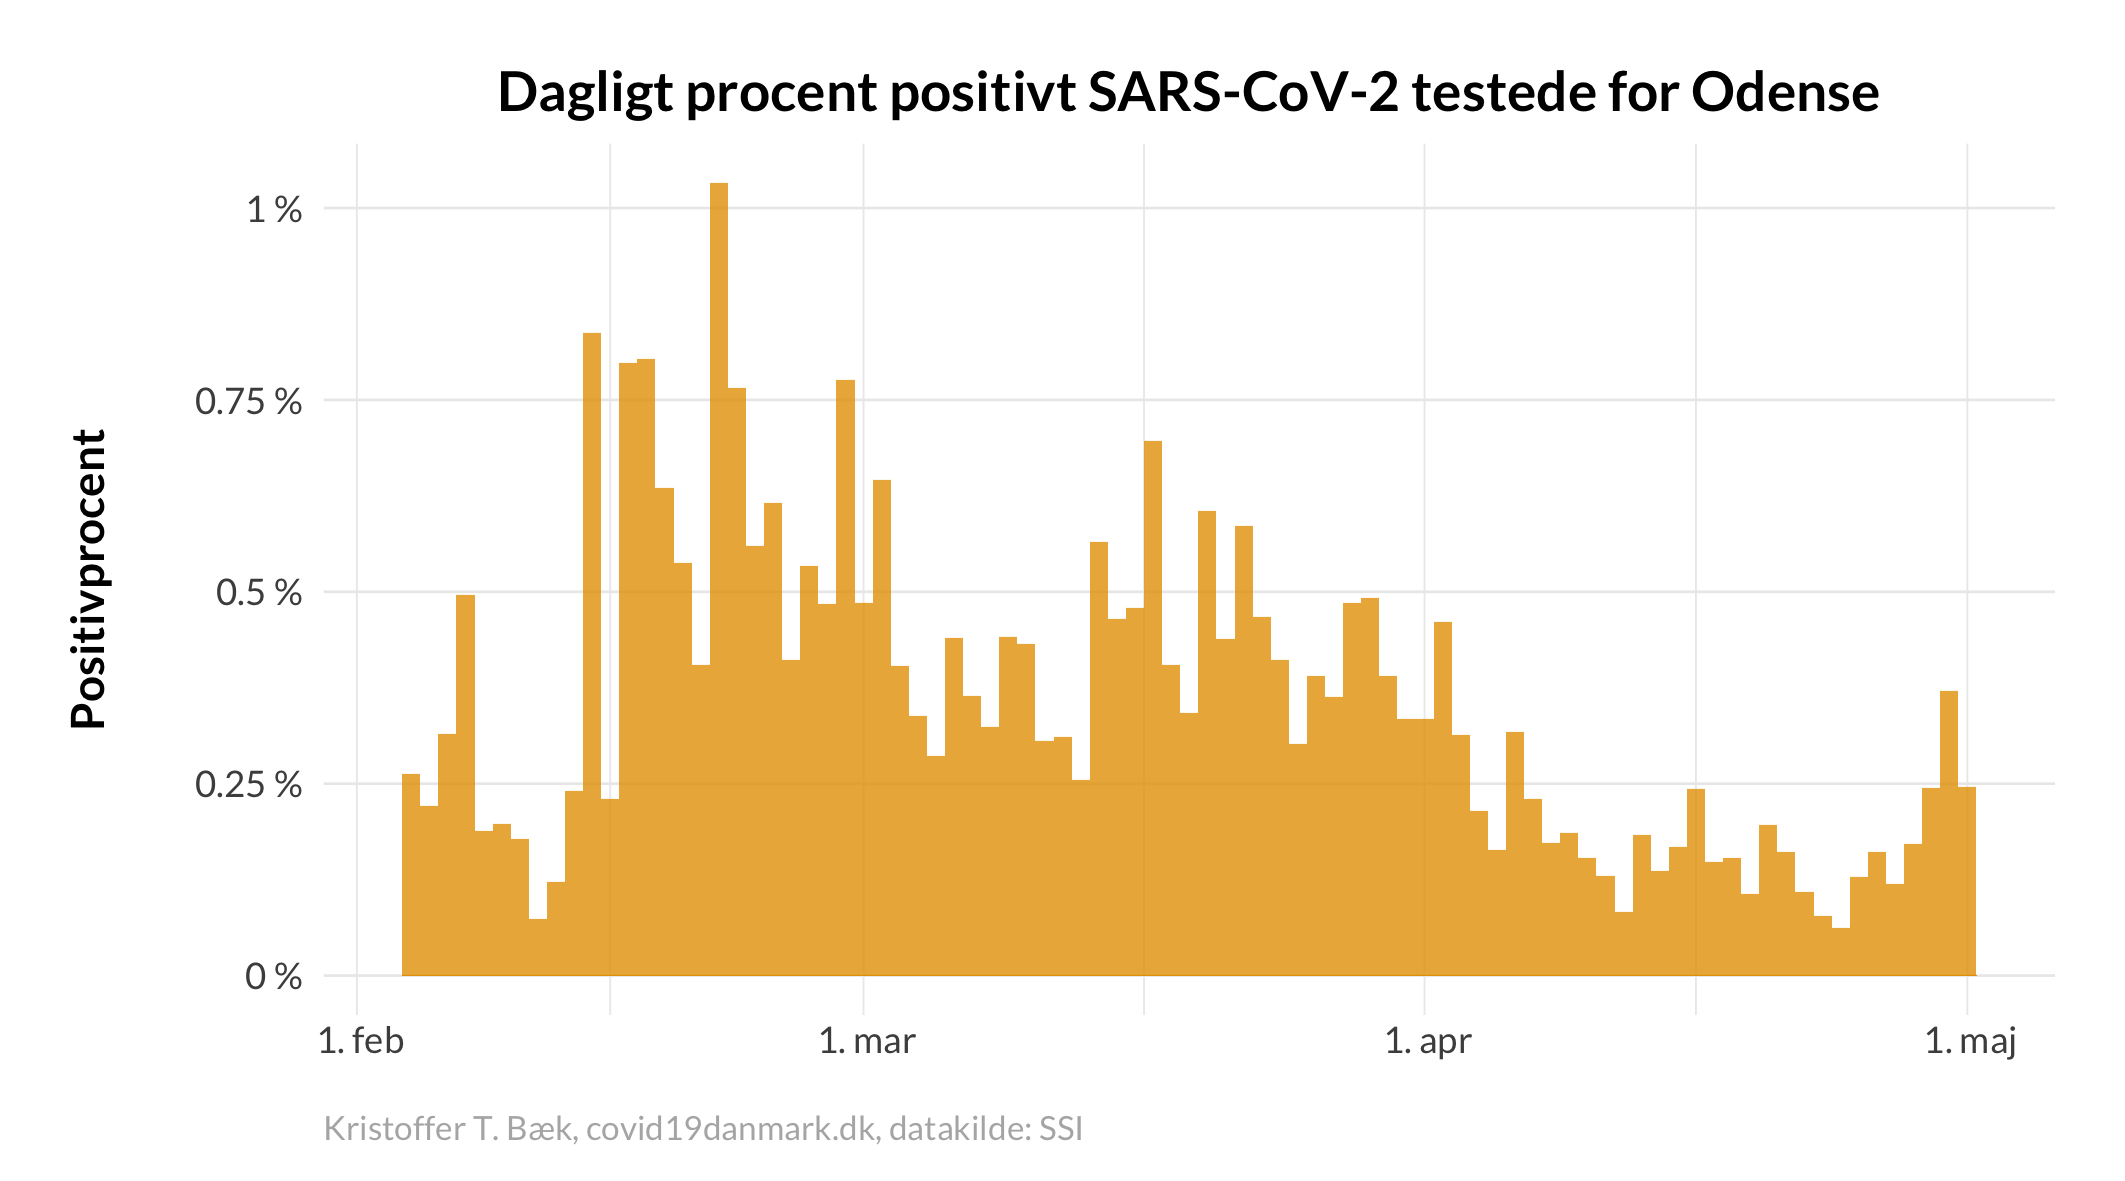 Dagligt procent positivt SARS-CoV-2 testede for Odense
Positivprocent
1 %
0.75 %
0.5 %
0.25 %
0 %
1. feb
1. mar
1. apr
1. maj
Kristoffer T. Bæk, covid19danmark.dk, datakilde: SSI